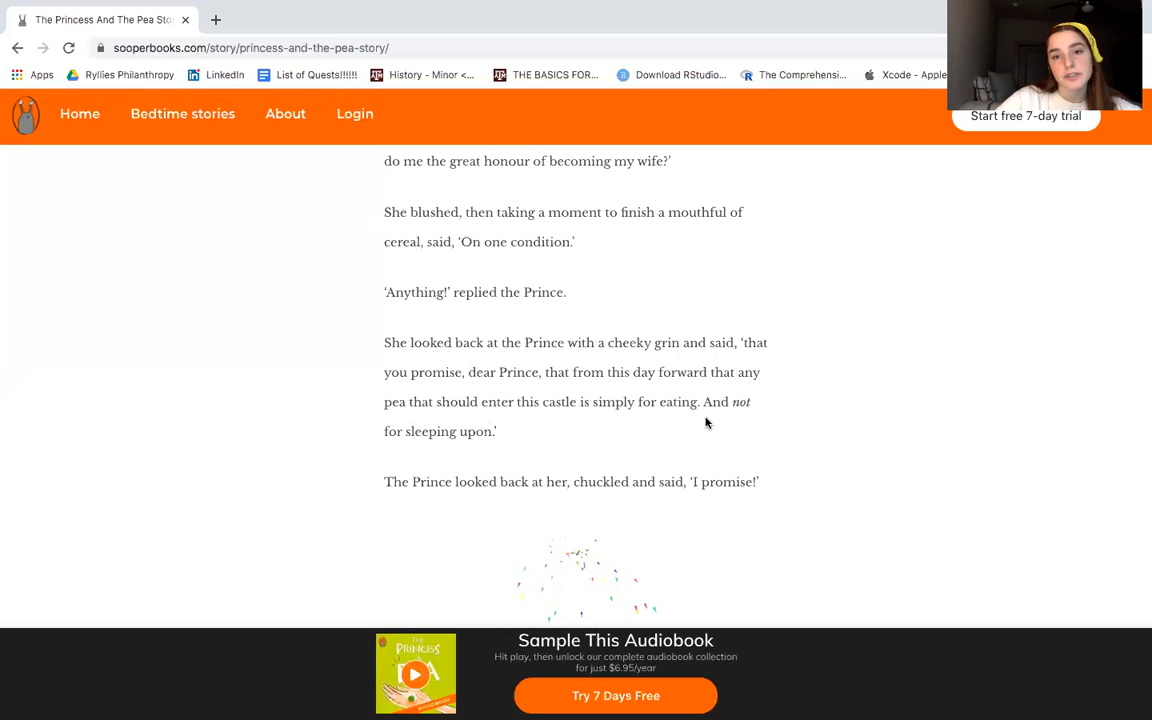 The Princess And The Pea Sto
sooperbooks.com/story/princess-and-the-pea-story/
Apps Ryllies Philanthropy LinkedIn List of Quests!!!!!! History - Minor <... THE BASICS FOR... Download RStudio... The Comprehensi... Xcode - Apple
Home Bedtime stories About Login Start free 7-day trial
do me the great honour of becoming my wife?’
She blushed, then taking a moment to finish a mouthful of
cereal, said, ‘On one condition.’
‘Anything!’ replied the Prince.
She looked back at the Prince with a cheeky grin and said, ‘that
you promise, dear Prince, that from this day forward that any
pea that should enter this castle is simply for eating. And not
for sleeping upon.’
The Prince looked back at her, chuckled and said, ‘I promise!’
THE
PRINCESS
AUDIOBOOK
Sample This Audiobook
Hit play, then unlock our complete audiobook collection
for just $6.95/year
Try 7 Days Free